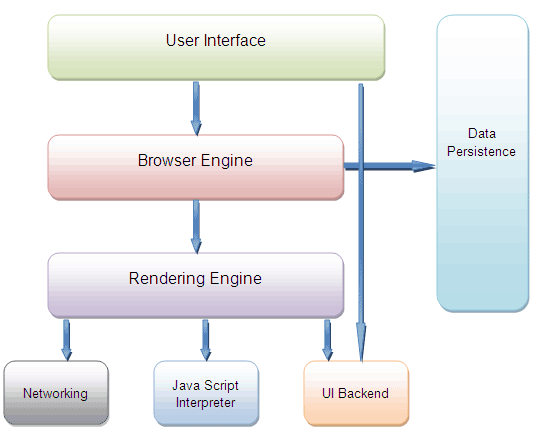 User Interface
Browser Engine
Data
Persistence
Rendering Engine
Networking
Java Script
Interpreter
UI Backend